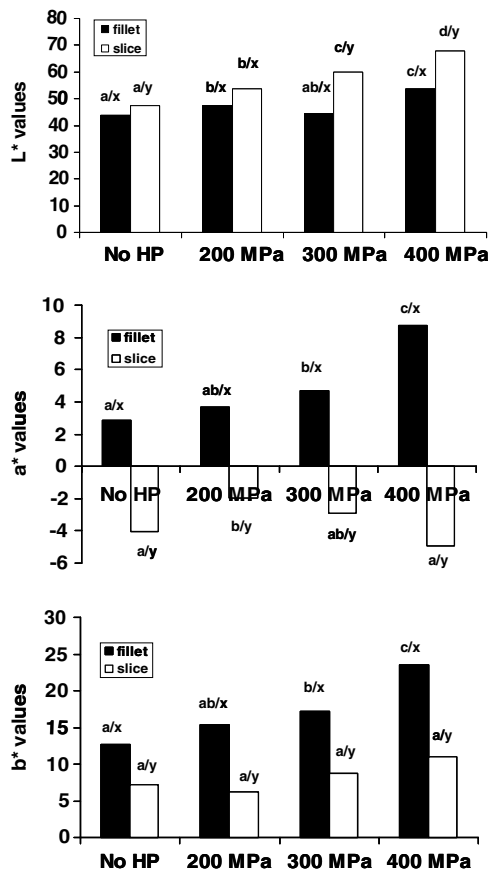 80
70
60
50
40
30
20
10
0
L* values
fillet
slice
a/x
a/y
b/x
b/x
ab/x
c/y
c/x
d/y
No HP 200 MPa 300 MPa 400 MPa
10
8
6
4
2
0
-2
-4
-6
a* values
fillet
slice
a/x
ab/x
b/x
c/x
No HP 200 MPa 300 MPa 400 MPa
a/y
b/y
ab/y
a/y
30
25
20
15
10
5
0
b* values
fillet
slice
a/x
a/y
ab/x
a/y
b/x
a/y
c/x
a/y
No HP 200 MPa 300 MPa 400 MPa